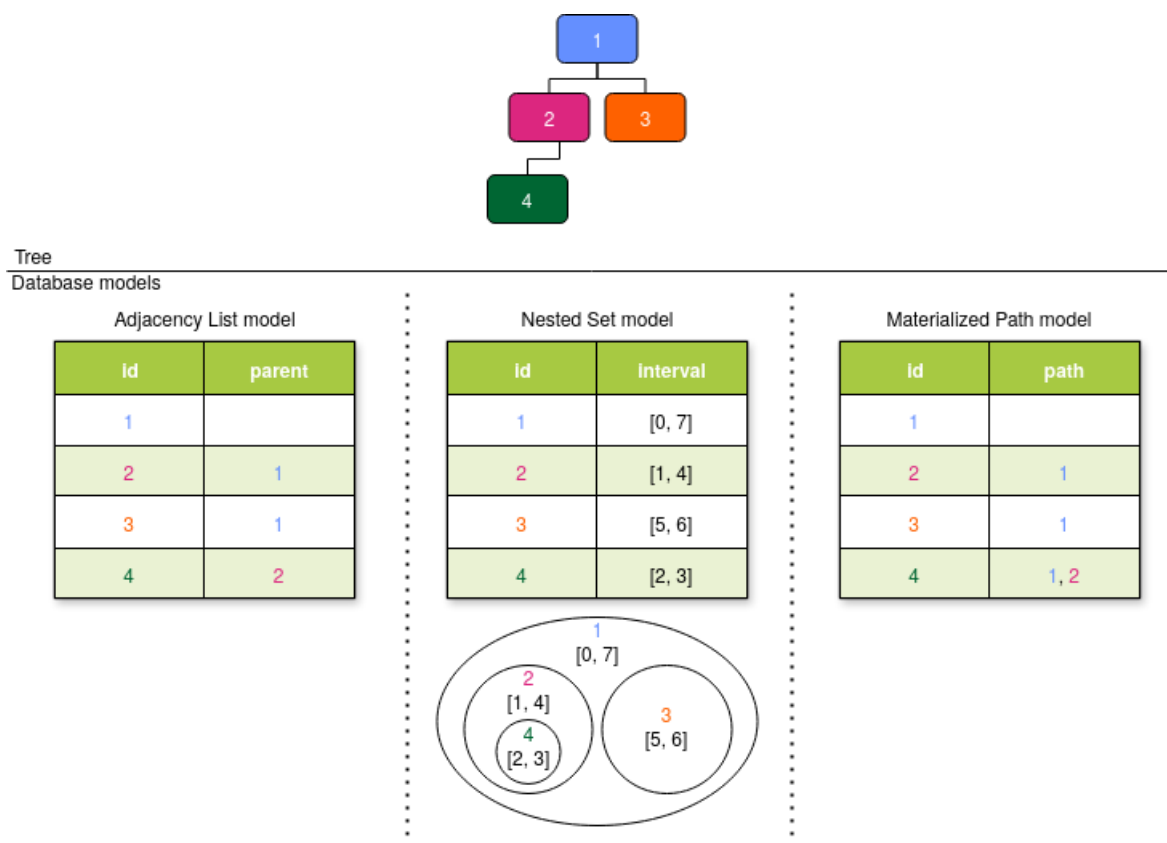 1
2 3
4
Tree
Database models
Adjacency List model
id parent
1
2 1
3 1
4 2
Nested Set model
id interval
1 [0, 7]
2 [1, 4]
3 [5, 6]
4 [2, 3]
1
[0, 7]
2
[1, 4]
4
[2, 3]
3
[5, 6]
Materialized Path model
id path
1
2 1
3 1
4 1, 2